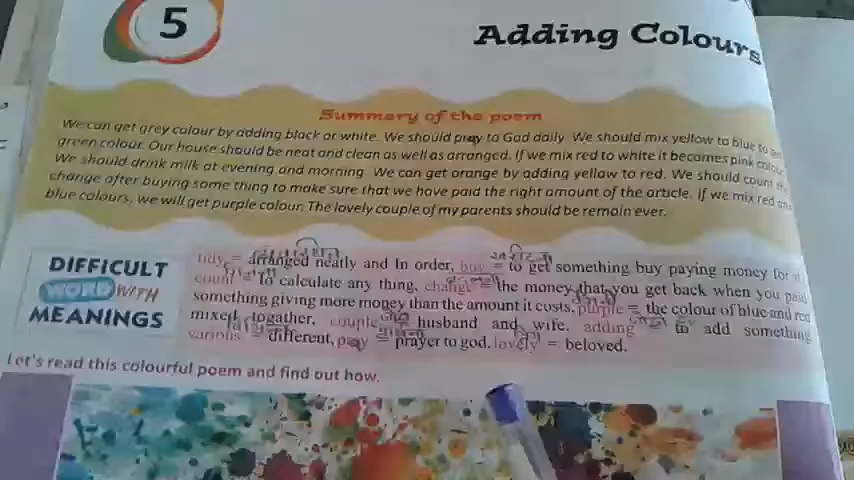 5
Adding Colours
Summary of the poem
We can get grey colour by adding black or white. We should pray to God daily. We should mix yellow to blue to get
green colour. Our house should be neat and clean as well as arranged. If we mix red to white it becomes pink colour.
We should drink milk at evening and morning. We can get orange by adding yellow to red. We should count the
change after buying some thing to make sure that we have paid the right amount of the article. If we mix red and
blue colours, we will get purple colour. The lovely couple of my parents should be remain ever.
DIFFICULT
WORD WITH
MEANINGS
tidy = arranged neatly and In order, buy = to get something buy paying money for it,
count = to calculate any thing, change = the money that you get back when you paid
something giving more money than the amount it costs, purple = the colour of blue and red
mixed together, couple husband and wife, adding to add something
various = different, pay = prayer to god. lovely = beloved.
Let's read this colourful poem and find out how.